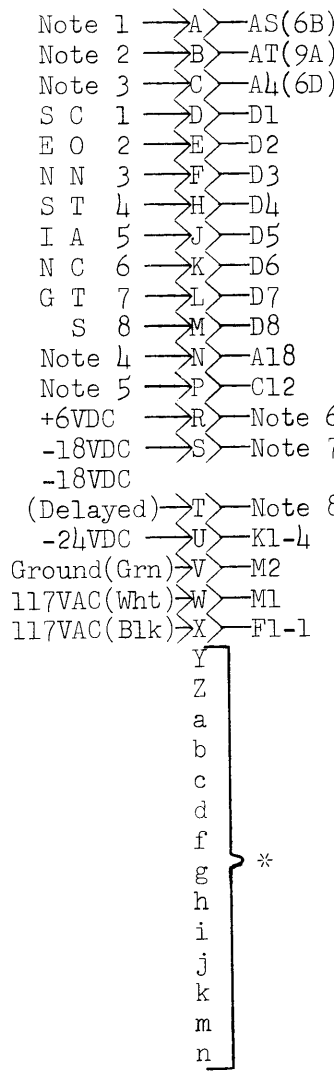 Note 1 A AS(6B)
Note 2 B AT(9A)
Note 3 C A4(6D)
S C 1 D D1
E O 2 E D2
N N 3 F D3
S T 4 H D4
I A 5 J D5
N C 6 K D6
G T 7 L D7
S 8 M D8
Note 4 N A18
Note 5 P C12
+6VDC R Note 6
-18VDC S Note 7
-18VDC
(Delayed) T Note 8
-24VDC U K1-4
Ground(Grn) V M2
117VAC(Wht) W M1
117VAC(Blk) X F1-1
Y
Z
a
b
c
d
f
g *
h
i
j
k
m
n